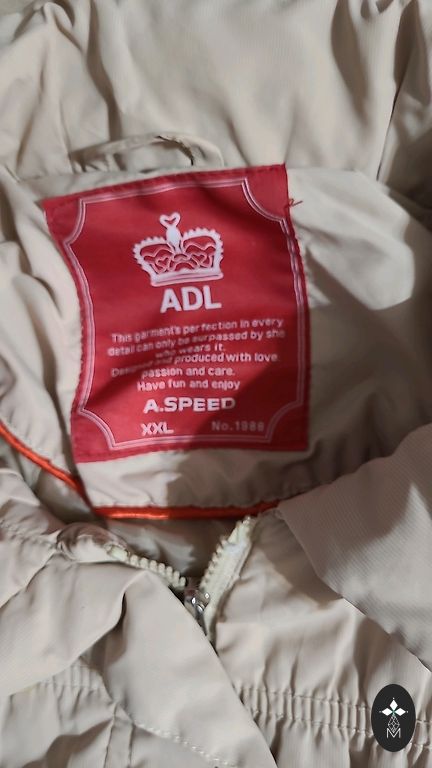 ADL
This garment's perfection in every
detail can only be surpassed by she
who wears it.
Designed and produced with love
passion and care.
Have fun and enjoy
A.SPEED
XXL No.1988
M